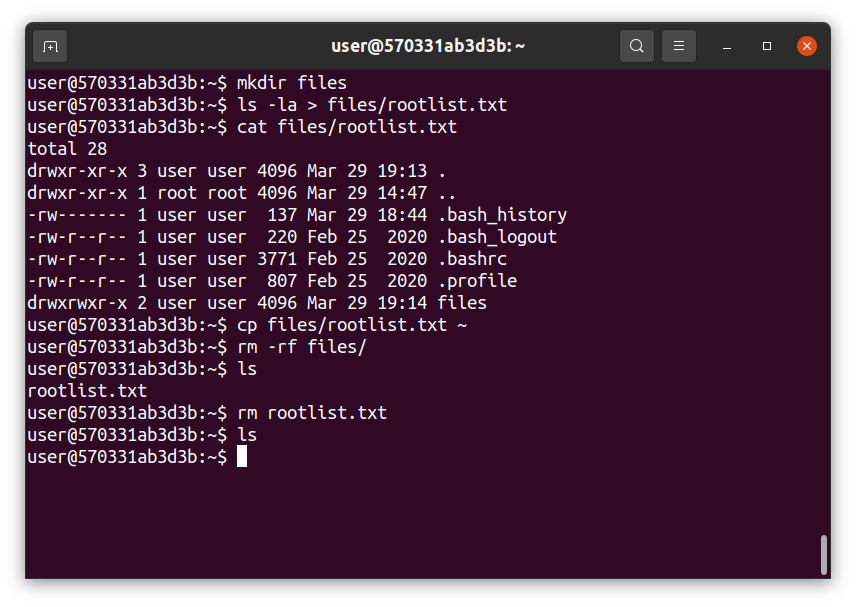 user@570331ab3d3b: ~
user@570331ab3d3b:~$ mkdir files
user@570331ab3d3b:~$ ls -la > files/rootlist.txt
user@570331ab3d3b:~$ cat files/rootlist.txt
total 28
drwxr-xr-x 3 user user 4096 Mar 29 19:13 .
drwxr-xr-x 1 root root 4096 Mar 29 14:47 ..
-rw------- 1 user user  137 Mar 29 18:44 .bash_history
-rw-r--r-- 1 user user  220 Feb 25  2020 .bash_logout
-rw-r--r-- 1 user user 3771 Feb 25  2020 .bashrc
-rw-r--r-- 1 user user  807 Feb 25  2020 .profile
drwxrwxr-x 2 user user 4096 Mar 29 19:14 files
user@570331ab3d3b:~$ cp files/rootlist.txt ~
user@570331ab3d3b:~$ rm -rf files/
user@570331ab3d3b:~$ ls
rootlist.txt
user@570331ab3d3b:~$ rm rootlist.txt
user@570331ab3d3b:~$ ls
user@570331ab3d3b:~$